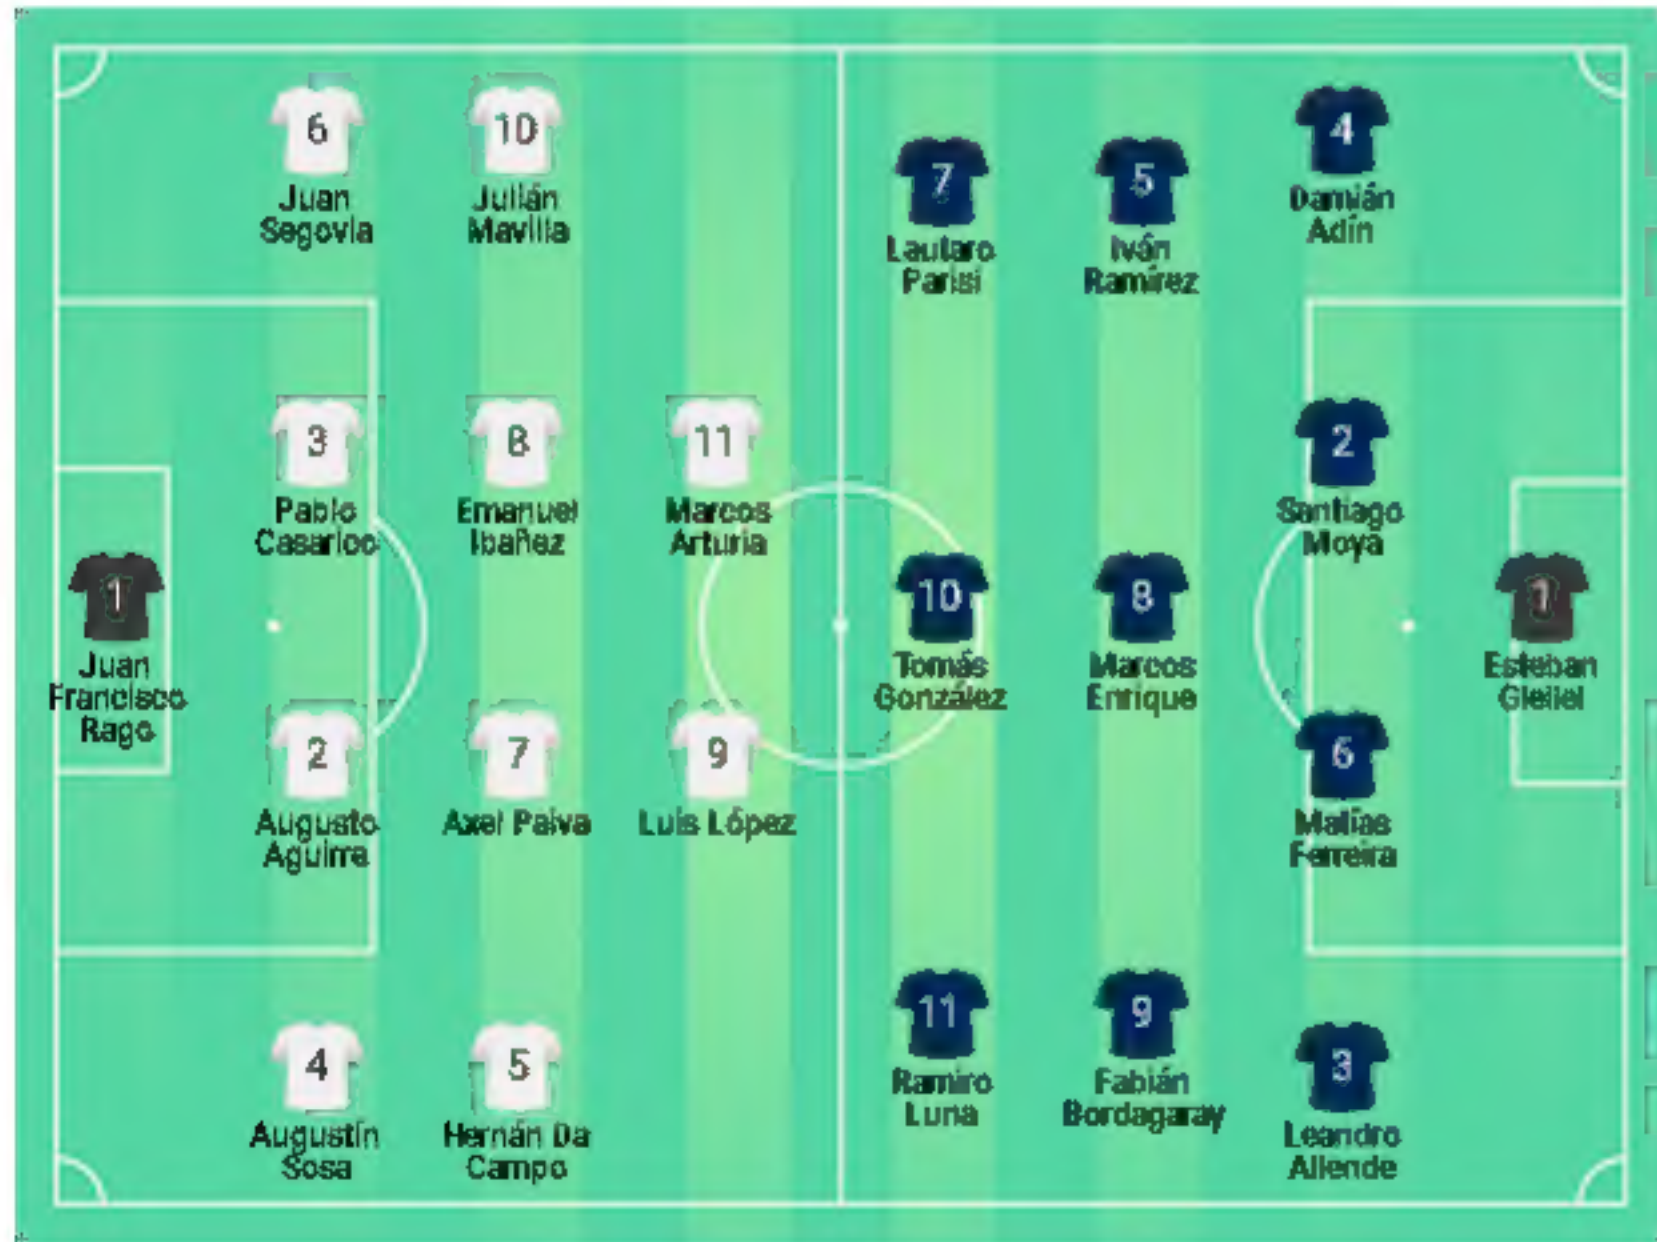 6
Juan
Segovia
10
Julián
Mavilla
3
Pablo
Casarico
8
Emanuel
Ibañez
11
Marcos
Arturia
1
Juan
Francisco
Rago
2
Augusto
Aguirre
7
Axel Paiva
9
Luis López
4
Augustín
Sosa
5
Hernán Da
Campo
7
Lautaro
Parisi
5
Iván
Ramírez
4
Damián
Adín
2
Santiago
Moya
10
Tomás
González
8
Marcos
Enrique
1
Esteban
6
Matías
Ferreira
11
Ramiro
Luna
9
Fabián
Bordagaray
3
Leandro
Allende